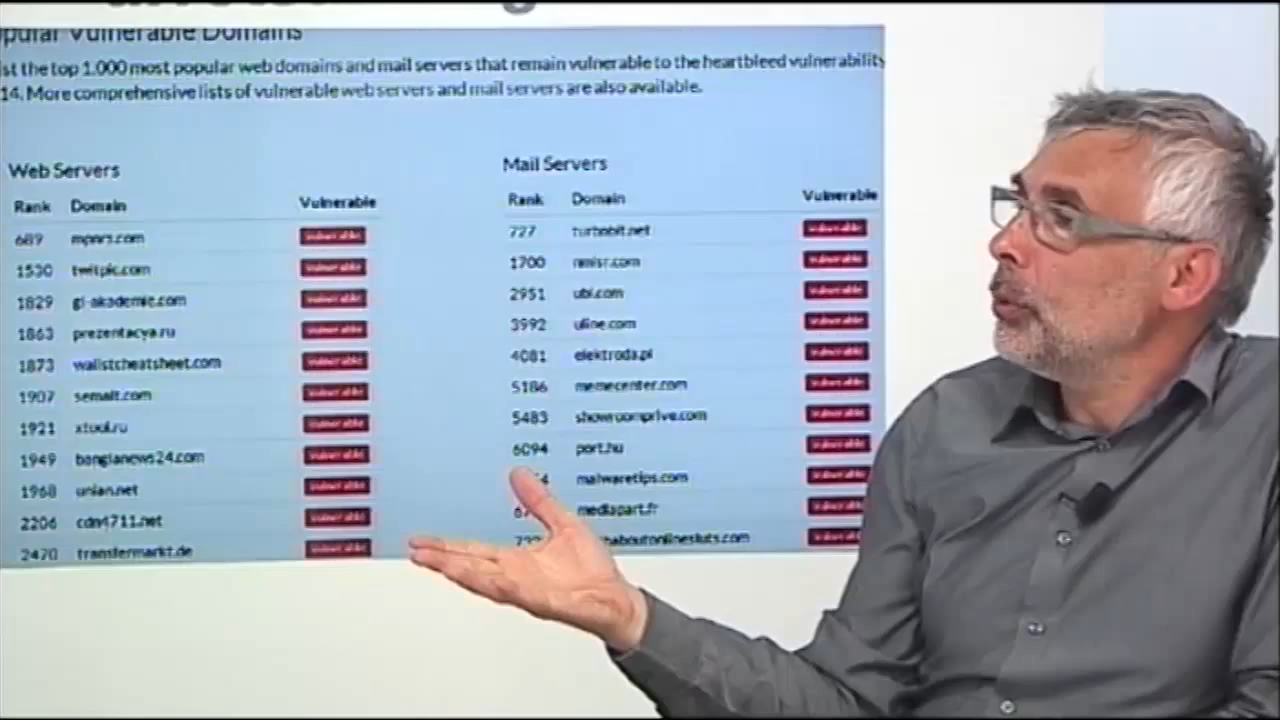 pular Vulnerable Domains
ist the top 1,000 most popular web domains and mail servers that remain vulnerable to the heartbleed vulnerability
14. More comprehensive lists of vulnerable web servers and mail servers are also available.
Web Servers
Rank Domain Vulnerable
689 Vulnerable
1530 twitpic.com Vulnerable
1829 gi-akademie.com Vulnerable
1863 prezentacya.ru Vulnerable
1873 wallstcheatsheet.com Vulnerable
1907 semalt.com Vulnerable
1921 xtool.ru Vulnerable
1949 banglanews24.com Vulnerable
1968 unian.net Vulnerable
2206 cdn4711.net Vulnerable
2470 transfermarkt.de Vulnerable
Mail Servers
Rank Domain Vulnerable
727 turbobit.net Vulnerable
1700 Vulnerable
2951 ubi.com Vulnerable
3992 uline.com Vulnerable
4081 elektroda.pl Vulnerable
5186 memecenter.com Vulnerable
5483 showroomprive.com Vulnerable
6094 port.hu Vulnerable
4 malwaretips.com Vulnerable
6 mediapart.fr Vulnerable
72 aboutonlinesluts.com Vulnerable